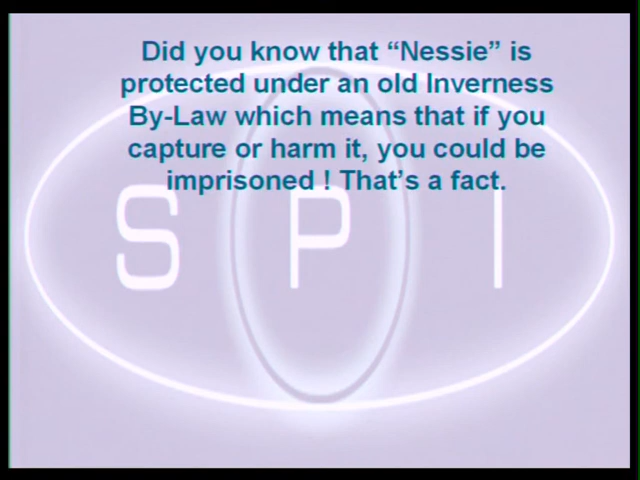 Did you know that “Nessie” is
protected under an old Inverness
By-Law which means that if you
capture or harm it, you could be
imprisoned ! That’s a fact.
S P I